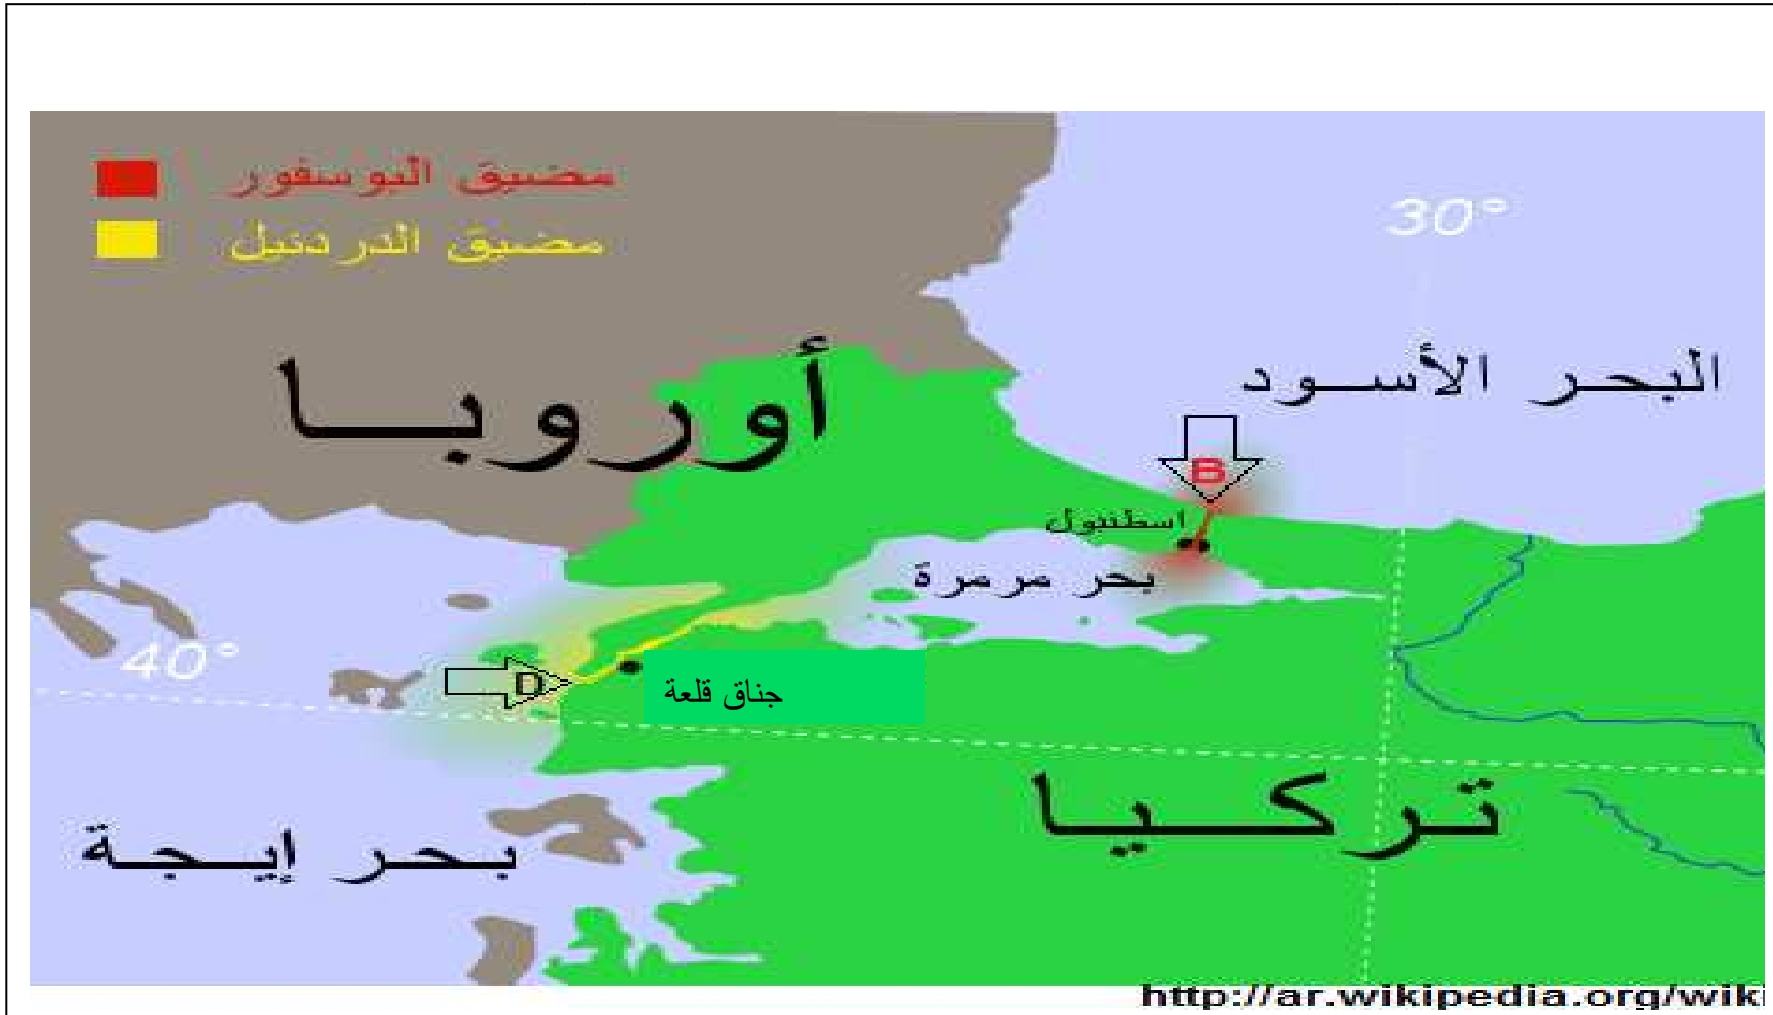 مضيق البوسفور
مضيق الدردنيل
30°
أوروبا
البحر الأسود
B
اسطنبول
بحر مرمرة
40°
D
جناق قلعة
تركيا
بحر إيجة
http://ar.wikipedia.org/wiki